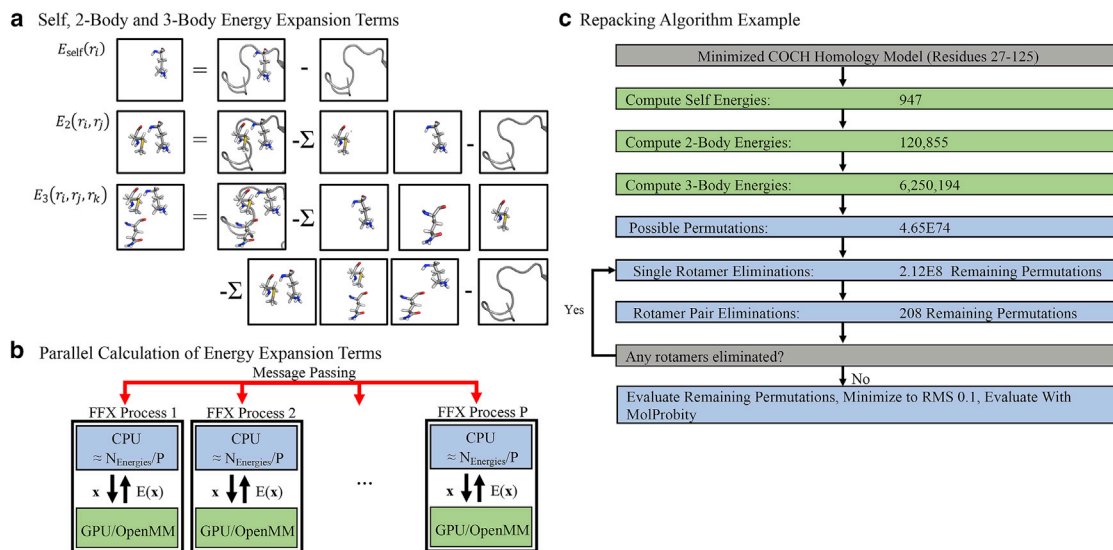 a Self, 2-Body and 3-Body Energy Expansion Terms
E_self(r_i)
=
-
E_2(r_i, r_j)
=
-Σ
-
E_3(r_i, r_j, r_k)
=
-Σ
-Σ
-
b Parallel Calculation of Energy Expansion Terms
Message Passing
FFX Process 1 FFX Process 2 FFX Process P
CPU CPU CPU
≈ N_Energies/P ≈ N_Energies/P ... ≈ N_Energies/P
x E(x) x E(x) x E(x)
GPU/OpenMM GPU/OpenMM GPU/OpenMM
c Repacking Algorithm Example
Minimized COCH Homology Model (Residues 27-125)
Compute Self Energies: 947
Compute 2-Body Energies: 120,855
Compute 3-Body Energies: 6,250,194
Possible Permutations: 4.65E74
Single Rotamer Eliminations: 2.12E8 Remaining Permutations
Yes
Rotamer Pair Eliminations: 208 Remaining Permutations
Any rotamers eliminated?
No
Evaluate Remaining Permutations, Minimize to RMS 0.1, Evaluate With
MolProbity